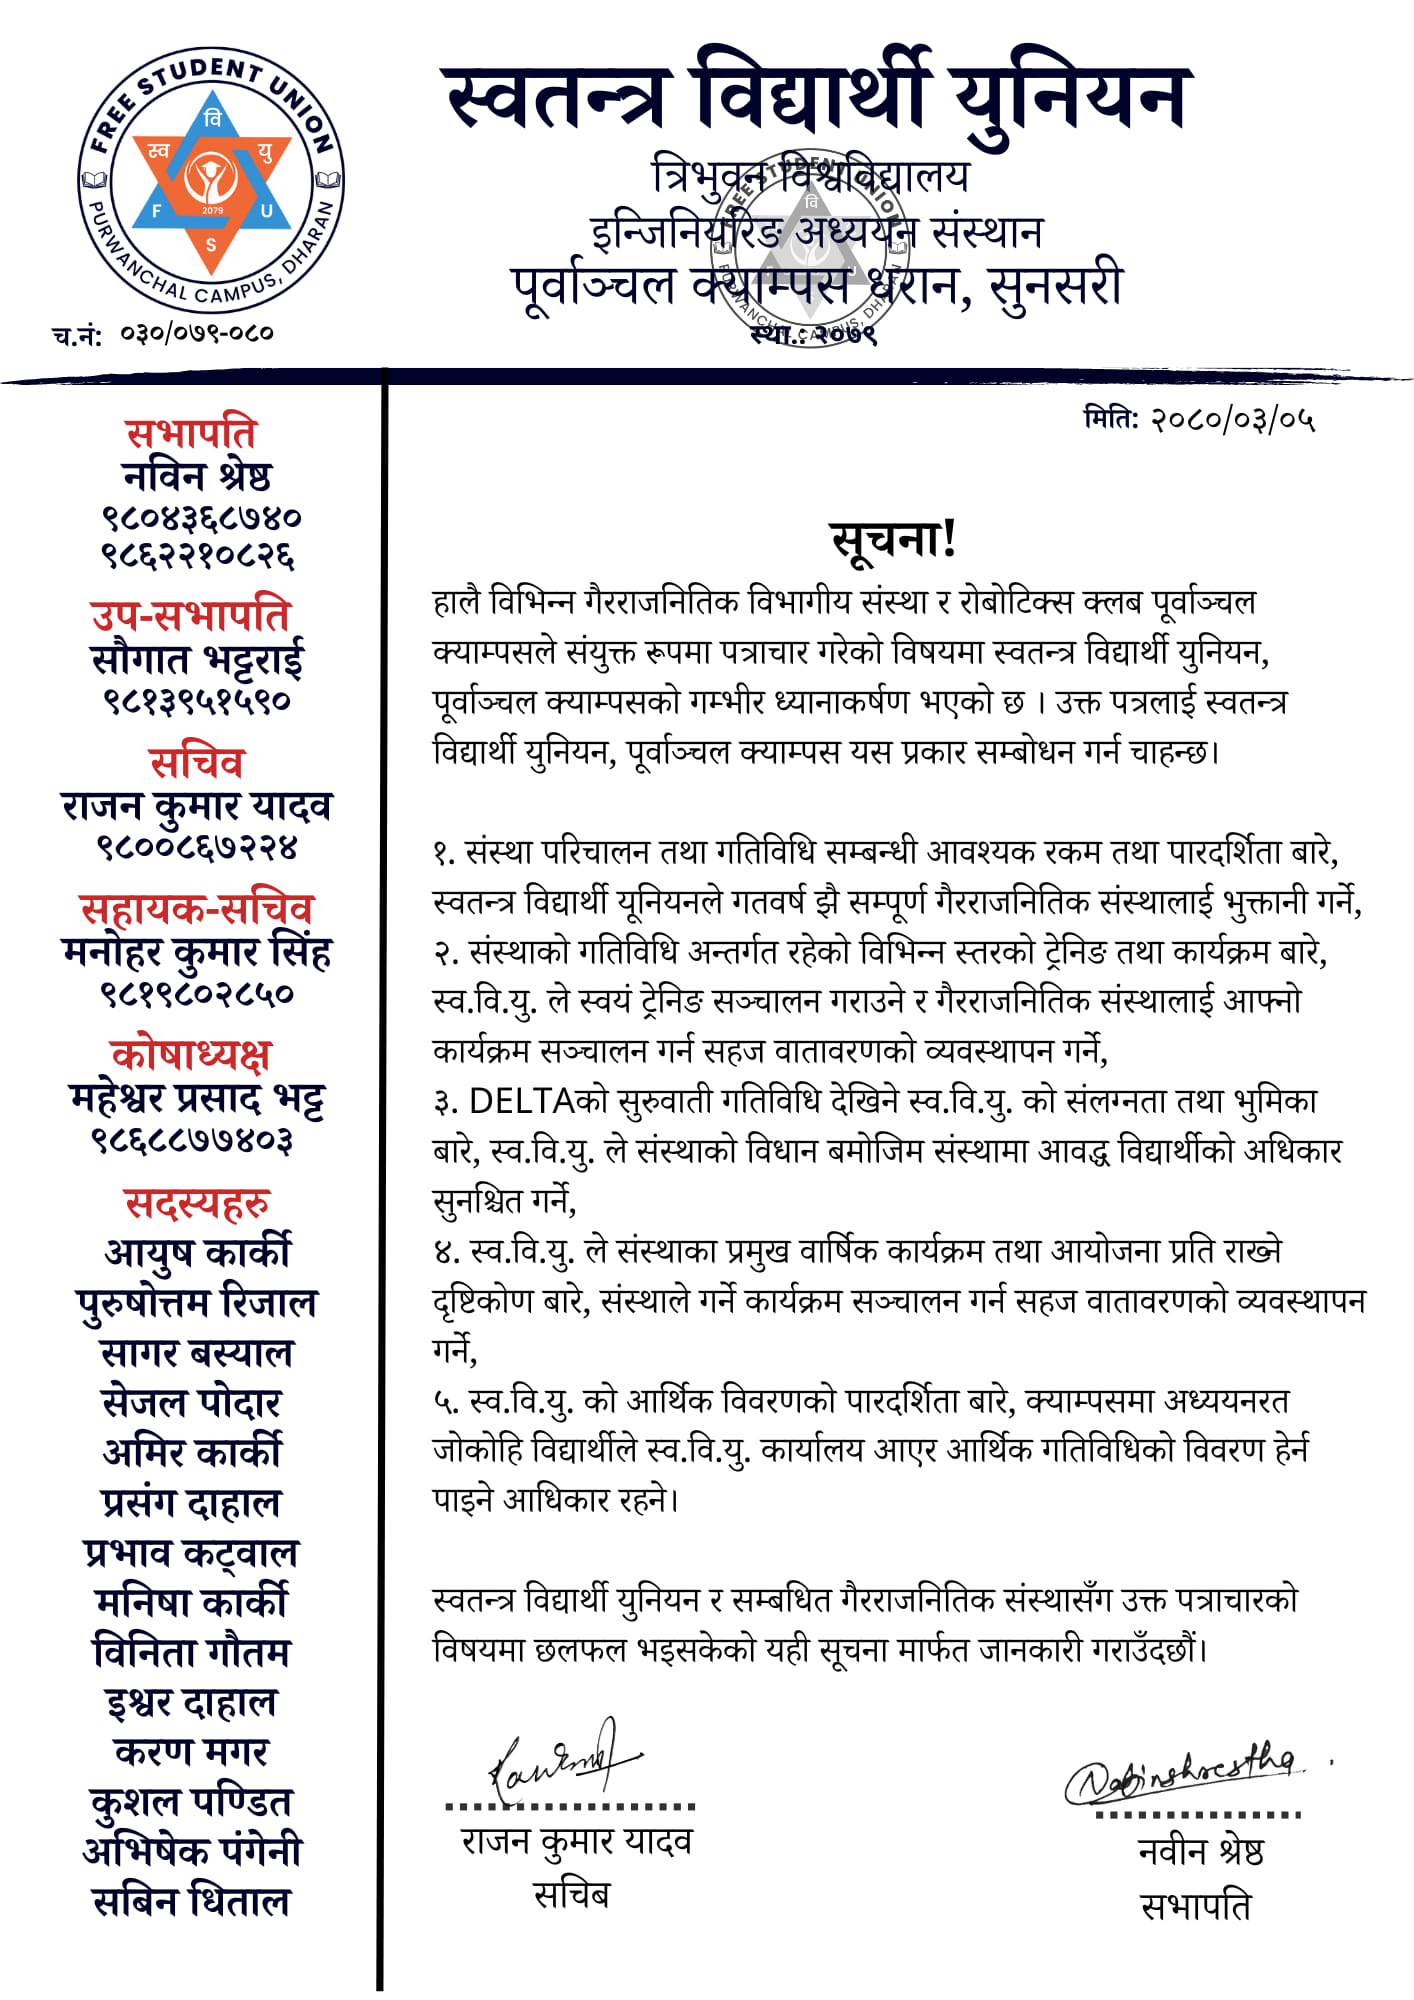 FREE STUDENT UNION
वि
स्व
यु
2079
F
U
S
PURWANCHAL CAMPUS, DHARAN
स्वतन्त्र विद्यार्थी युनियन
त्रिभुवन विश्वविद्यालय
इन्जिनियरिङ अध्ययन संस्थान
पूर्वाञ्चल क्याम्पस धरान, सुनसरी
स्था.: २०७९
FREE STUDENT UNION
वि
U
PURWANCHAL CAMPUS, DHARAN
च.नं: ०३०/०७९-०८०
मिति: २०८०/०३/०५
सभापति
नविन श्रेष्ठ
९८०४३६८७४०
९८६२२१०८२६
उप-सभापति
सौगात भट्टराई
९८१३९५१५९०
सचिव
राजन कुमार यादव
९८००८६७२२४
सहायक-सचिव
मनोहर कुमार सिंह
९८१९८०२८५०
कोषाध्यक्ष
महेश्वर प्रसाद भट्ट
९८६८८७७४०३
सदस्यहरु
आयुष कार्की
पुरुषोत्तम रिजाल
सागर बस्याल
सेजल पोदार
अमिर कार्की
प्रसंग दाहाल
प्रभाव कट्वाल
मनिषा कार्की
विनिता गौतम
इश्वर दाहाल
करण मगर
कुशल पण्डित
अभिषेक पंगेनी
सबिन धिताल
सूचना!
हालै विभिन्न गैरराजनितिक विभागीय संस्था र रोबोटिक्स क्लब पूर्वाञ्चल
क्याम्पसले संयुक्त रूपमा पत्राचार गरेको विषयमा स्वतन्त्र विद्यार्थी युनियन,
पूर्वाञ्चल क्याम्पसको गम्भीर ध्यानाकर्षण भएको छ । उक्त पत्रलाई स्वतन्त्र
विद्यार्थी युनियन, पूर्वाञ्चल क्याम्पस यस प्रकार सम्बोधन गर्न चाहन्छ।
१. संस्था परिचालन तथा गतिविधि सम्बन्धी आवश्यक रकम तथा पारदर्शिता बारे,
स्वतन्त्र विद्यार्थी यूनियनले गतवर्ष झै सम्पूर्ण गैरराजनितिक संस्थालाई भुक्तानी गर्ने,
२. संस्थाको गतिविधि अन्तर्गत रहेको विभिन्न स्तरको ट्रेनिङ तथा कार्यक्रम बारे,
स्व.वि.यु. ले स्वयं ट्रेनिङ सञ्चालन गराउने र गैरराजनितिक संस्थालाई आफ्नो
कार्यक्रम सञ्चालन गर्न सहज वातावरणको व्यवस्थापन गर्ने,
३. DELTAको सुरुवाती गतिविधि देखिने स्व.वि.यु. को संलग्नता तथा भुमिका
बारे, स्व.वि.यु. ले संस्थाको विधान बमोजिम संस्थामा आवद्ध विद्यार्थीको अधिकार
सुनश्चित गर्ने,
४. स्व.वि.यु. ले संस्थाका प्रमुख वार्षिक कार्यक्रम तथा आयोजना प्रति राख्ने
दृष्टिकोण बारे, संस्थाले गर्ने कार्यक्रम सञ्चालन गर्न सहज वातावरणको व्यवस्थापन
गर्ने,
५. स्व.वि.यु. को आर्थिक विवरणको पारदर्शिता बारे, क्याम्पसमा अध्ययनरत
जोकोहि विद्यार्थीले स्व.वि.यु. कार्यालय आएर आर्थिक गतिविधिको विवरण हेर्न
पाइने आधिकार रहने।
स्वतन्त्र विद्यार्थी युनियन र सम्बधित गैरराजनितिक संस्थासँग उक्त पत्राचारको
विषयमा छलफल भइसकेको यही सूचना मार्फत जानकारी गराउँदछौं।
Nabinshrestha
राजन कुमार यादव
सचिब
नवीन श्रेष्ठ
सभापति